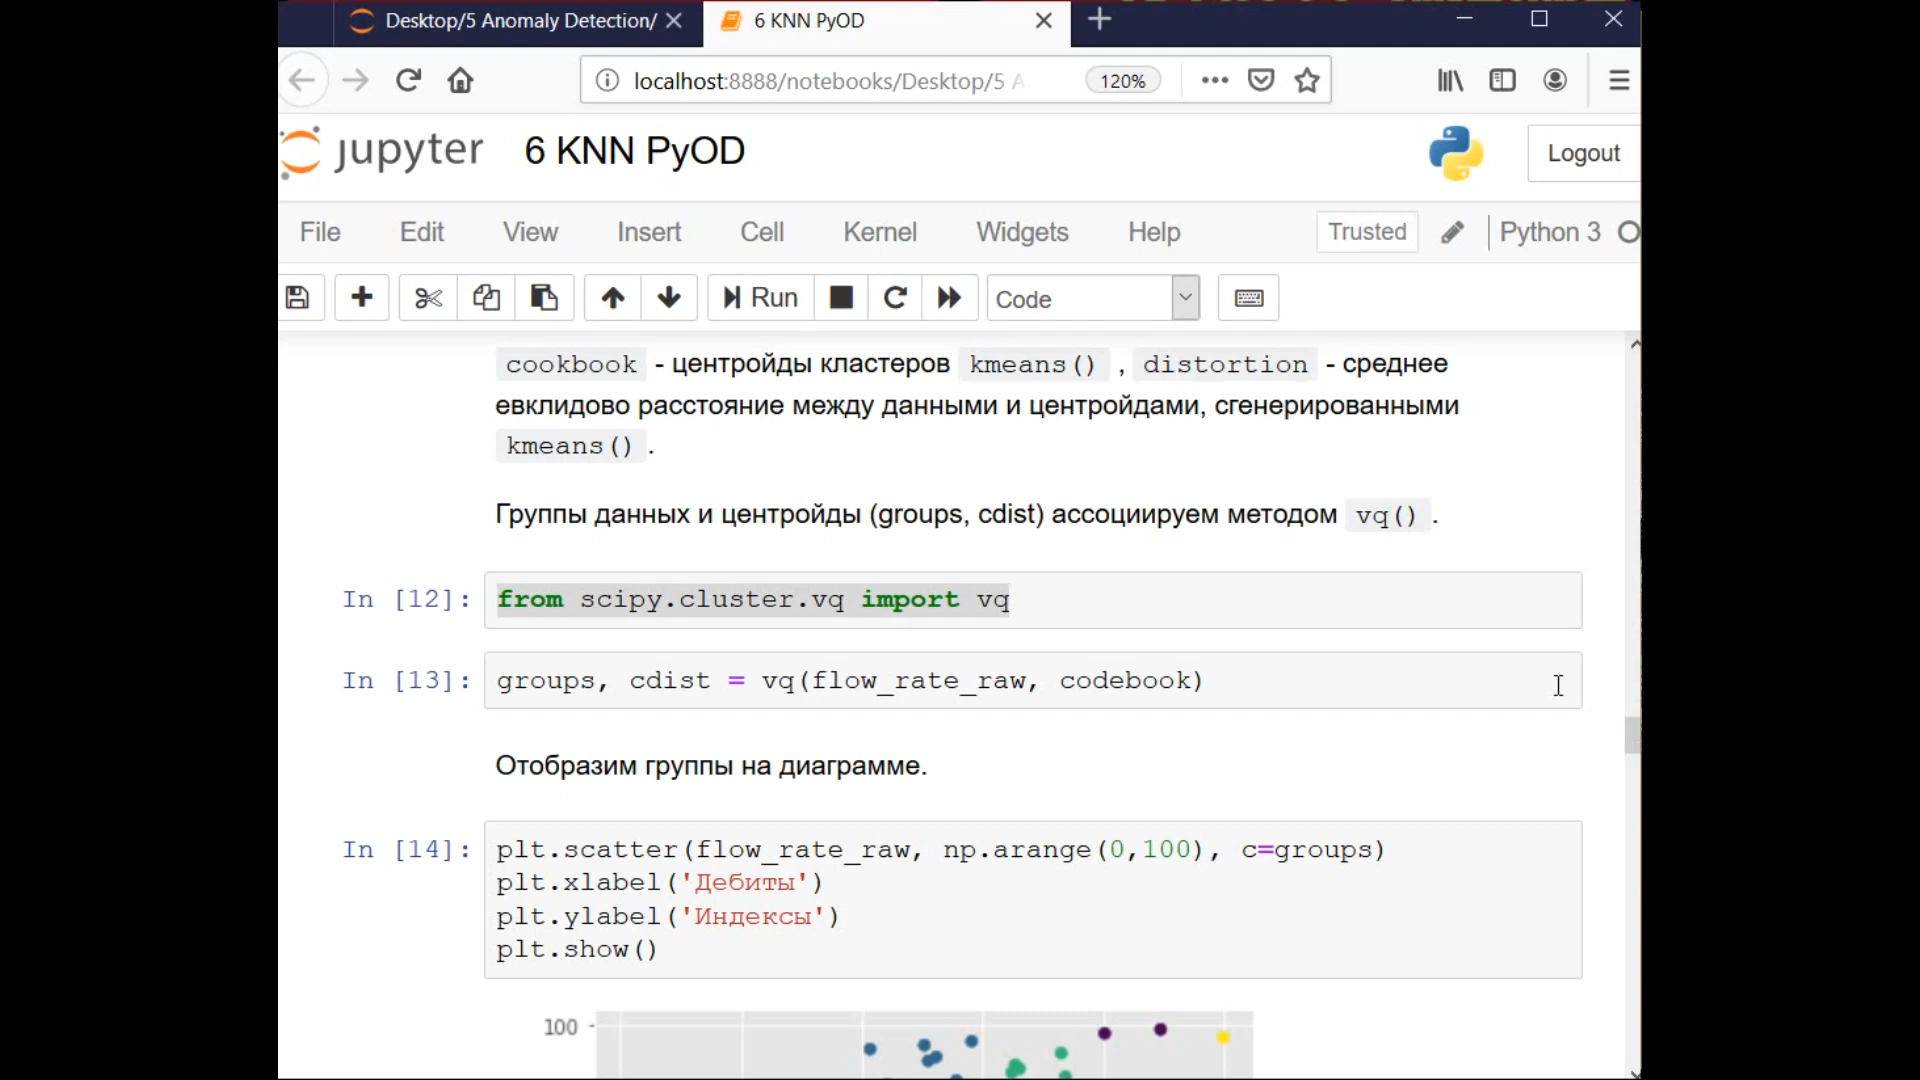 Desktop/5 Anomaly Detection/
6 KNN PyOD
localhost:8888/notebooks/Desktop/5 A
120%
jupyter 6 KNN PyOD
Logout
File Edit View Insert Cell Kernel Widgets Help
Trusted
Python 3
Run
Code
cookbook - центройды кластеров kmeans() , distortion - среднее
евклидово расстояние между данными и центройдами, сгенерированными
kmeans() .
Группы данных и центройды (groups, cdist) ассоциируем методом vq() .
In [12]: from scipy.cluster.vq import vq
In [13]: groups, cdist = vq(flow_rate_raw, codebook)
Отобразим группы на диаграмме.
In [14]: plt.scatter(flow_rate_raw, np.arange(0,100), c=groups)
plt.xlabel('Дебиты')
plt.ylabel('Индексы')
plt.show()
100